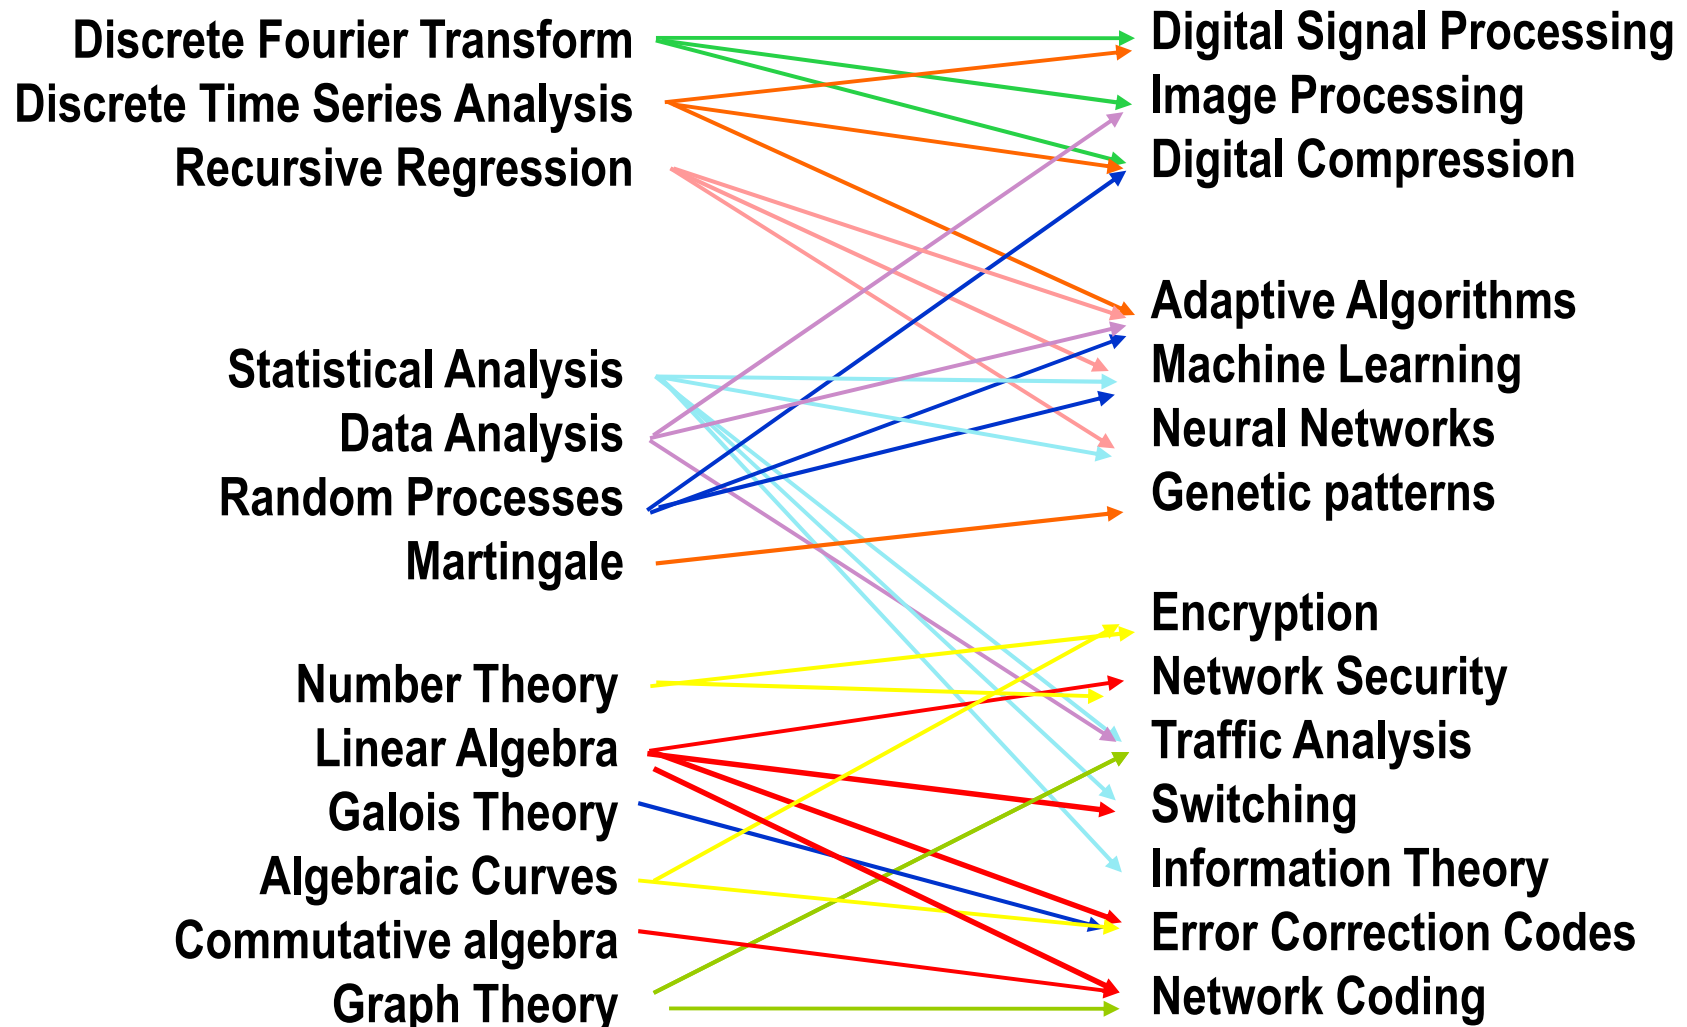 Discrete Fourier Transform
Discrete Time Series Analysis
Recursive Regression
Statistical Analysis
Data Analysis
Random Processes
Martingale
Number Theory
Linear Algebra
Galois Theory
Algebraic Curves
Commutative algebra
Graph Theory
Digital Signal Processing
Image Processing
Digital Compression
Adaptive Algorithms
Machine Learning
Neural Networks
Genetic patterns
Encryption
Network Security
Traffic Analysis
Switching
Information Theory
Error Correction Codes
Network Coding